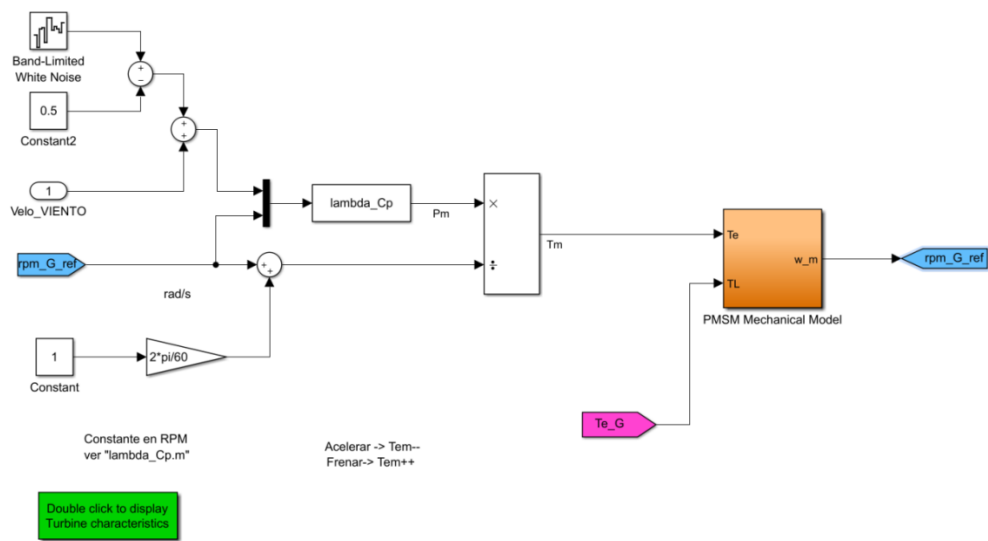 Band-Limited
White Noise
+
−
0.5
Constant2
+
+
1
Velo_VIENTO
lambda_Cp
Pm
×
÷
Tm
Te
w_m
TL
PMSM Mechanical Model
rpm_G_ref
rpm_G_ref
+
+
rad/s
1
Constant
2*pi/60
Te_G
Constante en RPM
ver "lambda_Cp.m"
Acelerar -> Tem--
Frenar-> Tem++
Double click to display
Turbine characteristics